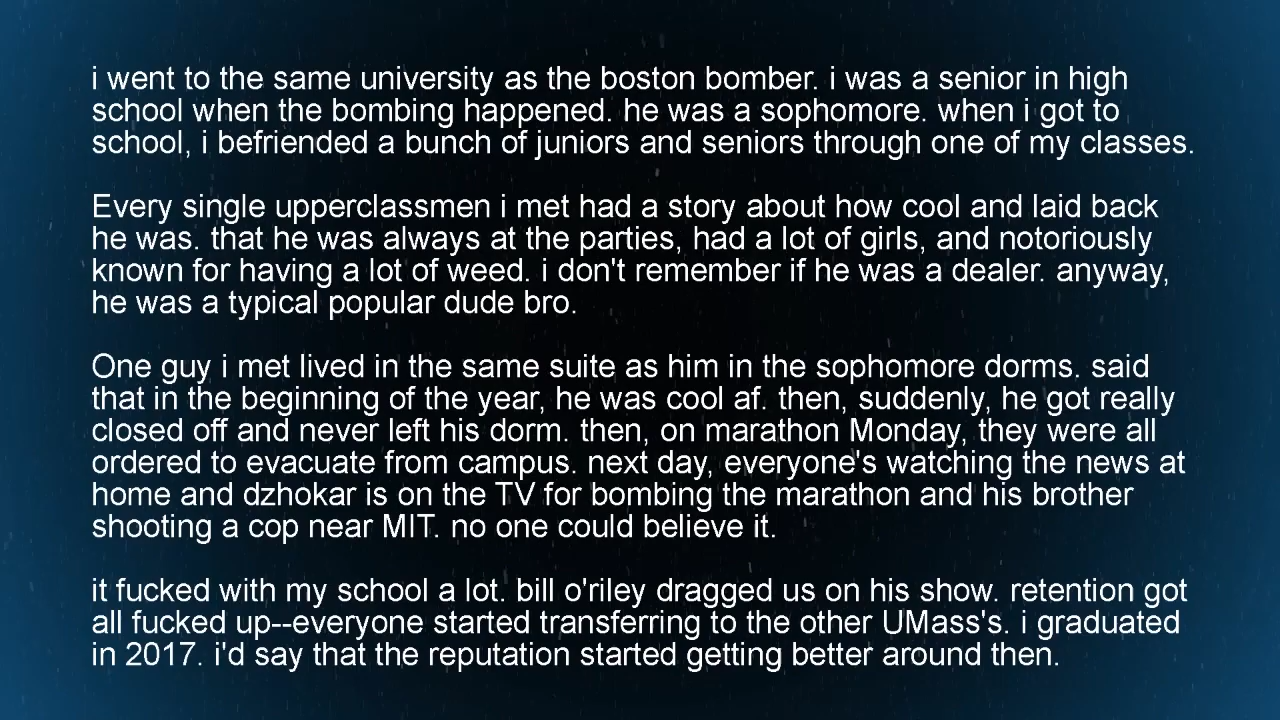 i went to the same university as the boston bomber. i was a senior in high
school when the bombing happened. he was a sophomore. when i got to
school, i befriended a bunch of juniors and seniors through one of my classes.
Every single upperclassmen i met had a story about how cool and laid back
he was. that he was always at the parties, had a lot of girls, and notoriously
known for having a lot of weed. i don't remember if he was a dealer. anyway,
he was a typical popular dude bro.
One guy i met lived in the same suite as him in the sophomore dorms. said
that in the beginning of the year, he was cool af. then, suddenly, he got really
closed off and never left his dorm. then, on marathon Monday, they were all
ordered to evacuate from campus. next day, everyone's watching the news at
home and dzhokar is on the TV for bombing the marathon and his brother
shooting a cop near MIT. no one could believe it.
it fucked with my school a lot. bill o'riley dragged us on his show. retention got
all fucked up--everyone started transferring to the other UMass's. i graduated
in 2017. i'd say that the reputation started getting better around then.